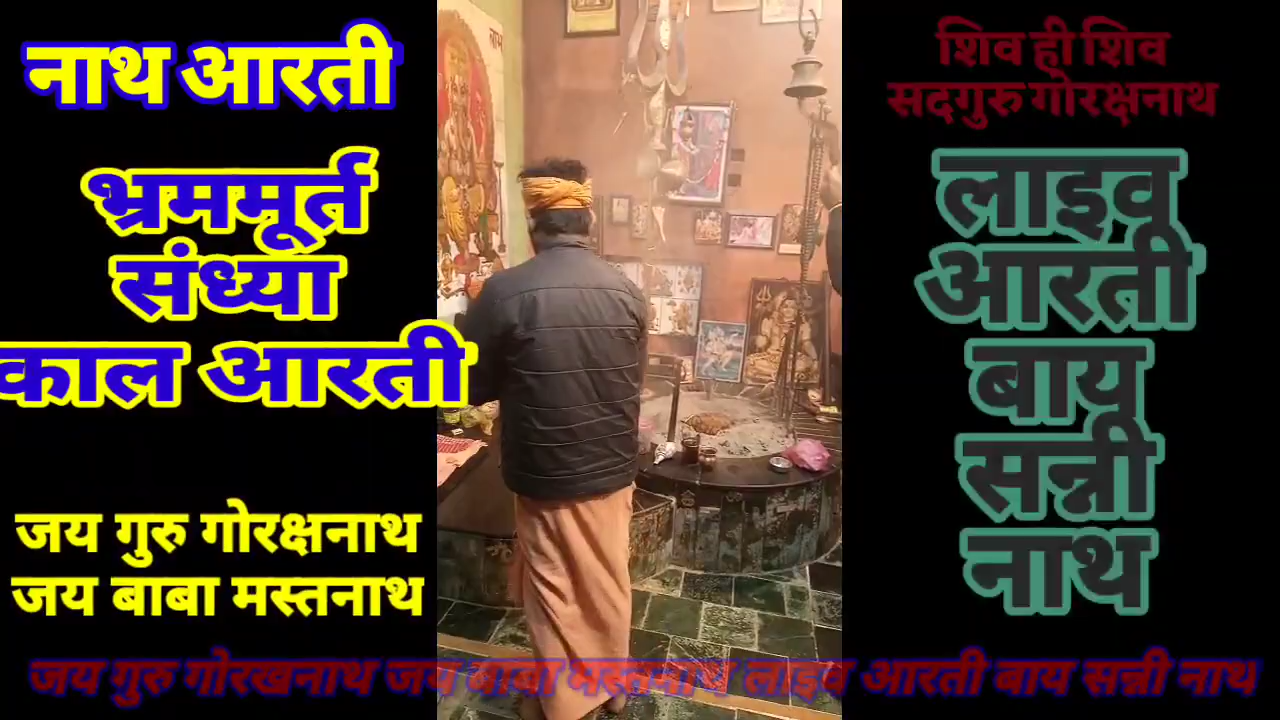 नाथ आरती
भ्रममूर्त
संध्या
काल आरती
जय गुरु गोरक्षनाथ
जय बाबा मस्तनाथ
शिव ही शिव
सदगुरु गोरक्षनाथ
लाइव
आरती
बाय
सन्नी
नाथ
जय गुरु गोरखनाथ जय बाबा मस्तनाथ लाइव आरती बाय सन्नी नाथ